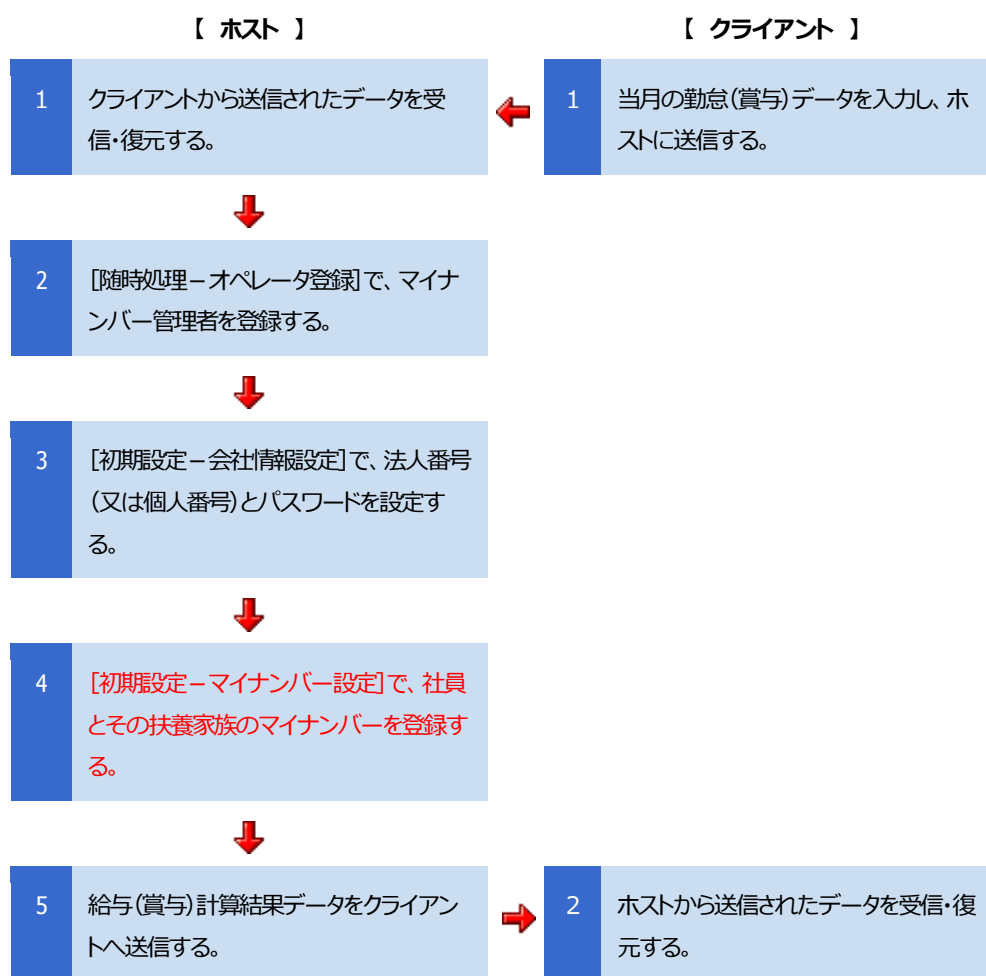 【 ホスト 】
【 クライアント 】
1
クライアントから送信されたデータを受
信・復元する。
1
当月の勤怠(賞与)データを入力し、ホ
ストに送信する。
2
[随時処理－オペレータ登録]で、マイナ
ンバー管理者を登録する。
3
[初期設定－会社情報設定]で、法人番号
(又は個人番号)とパスワードを設定す
る。
4
[初期設定－マイナンバー設定]で、社員
とその扶養家族のマイナンバーを登録す
る。
5
給与(賞与)計算結果データをクライアン
トへ送信する。
2
ホストから送信されたデータを受信・復
元する。